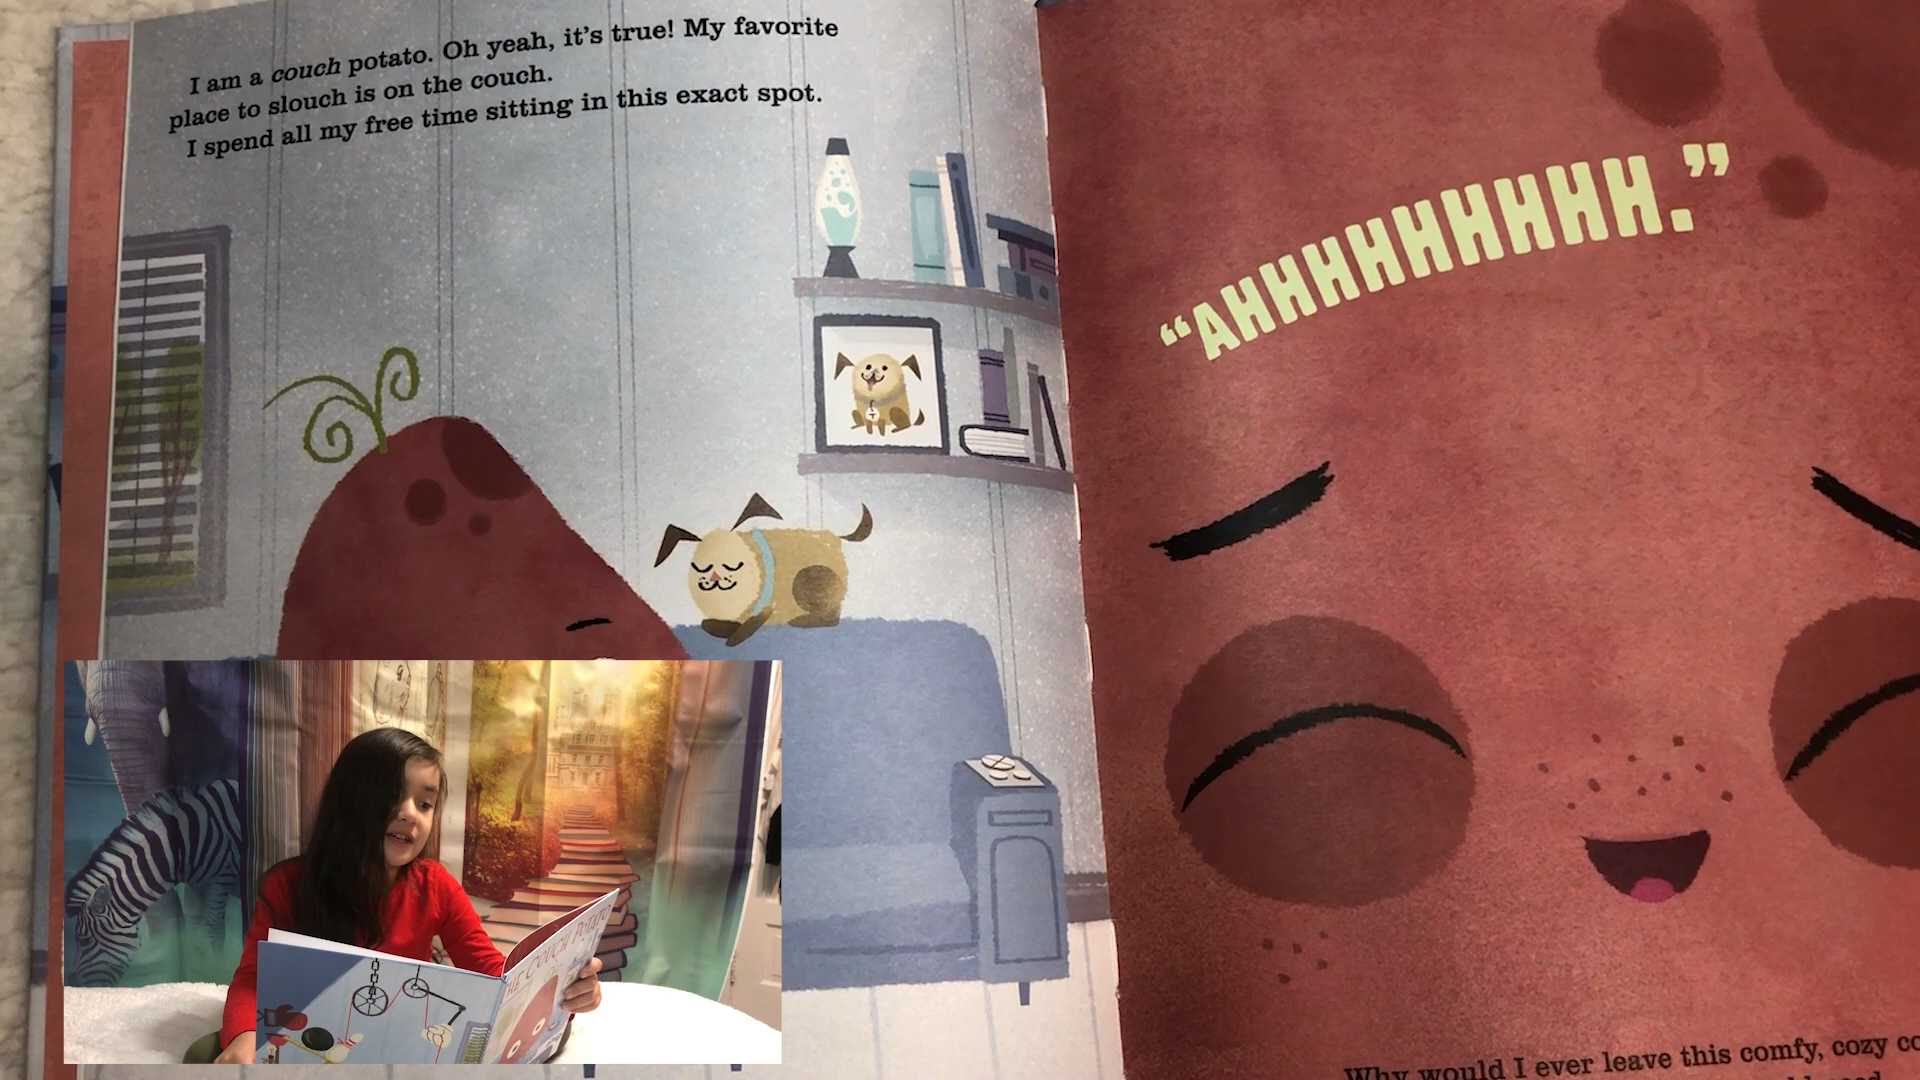 I am a couch potato. Oh yeah, it's true! My favorite
place to slouch is on the couch.
I spend all my free time sitting in this exact spot.
“AHHHHHHHHH.”
Why would I ever leave this comfy, cozy
THE COUCH POTATO